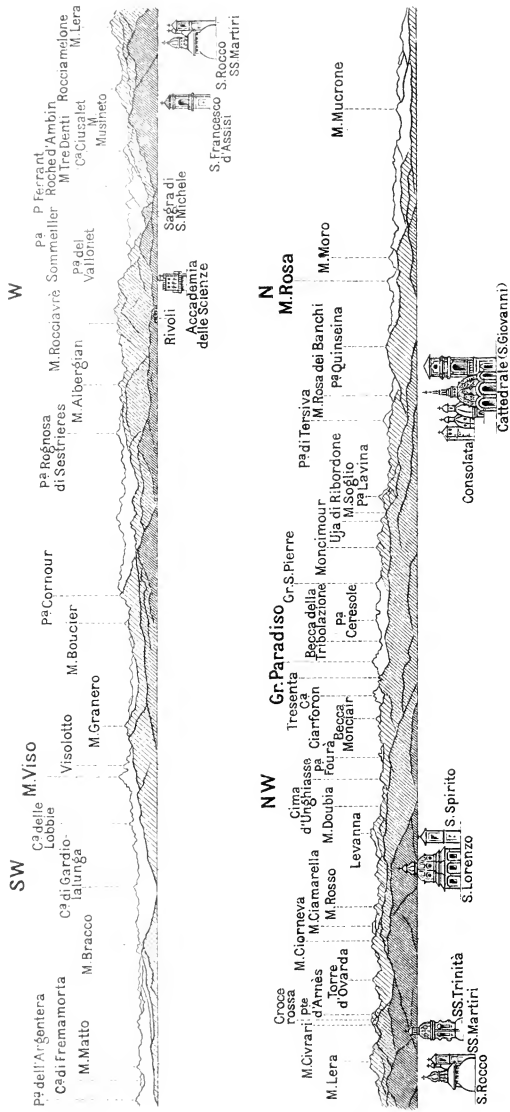 SW
W
Pᵃ dell'Argentera
Cᵃ di Fremamorta
M.Matto
M.Bracco
Cᵃ di Gardio-
lalunga
Cᵃ delle
Lobbie
M.Viso
Visolotto
M.Granero
M.Boucier
Pᵃ Cornour
Pᵃ Rognosa
di Sestrieres
M.Albergian
M.Rocciavrè
Pᵃ
Sommeiller
Pᵃ del
Vallonet
P Ferrant
Roche d'Ambin
M Tre Denti
Cᵃ Ciusalet
M
Musineto
Rocciamelone
M.Lera
Rivoli
Accademia
delle Scienze
Sagra di
S.Michele
S.Francesco
d'Assisi
S.Rocco
SS Martiri
NW
N
M.Lera
M.Civrari
Croce
rossa
pte
d'Arnès
Torre
d'Ovarda
M.Ciorneva
M.Ciamarella
M.Rosso
Levanna
M.Doubia
Cima
d'Unghiasse
Pᵃ
Fourà
Becca
Monciair
Cᵃ
Ciarforon
Tresenta
Gr.Paradiso
Becca della
Tribolazione
Pᵃ
Ceresole
Gr.S.Pierre
Moncimour
Uja di Ribordone
M.Soglio
Pᵃ Lavina
Pᵃ di Tersiva
M.Rosa dei Banchi
Pᵃ Quinseina
M.Rosa
M.Moro
M.Mucrone
S.Rocco
SS.Martiri
SS.Trinità
S.Lorenzo
S.Spirito
Consolata
Cattedrale (S.Giovanni)